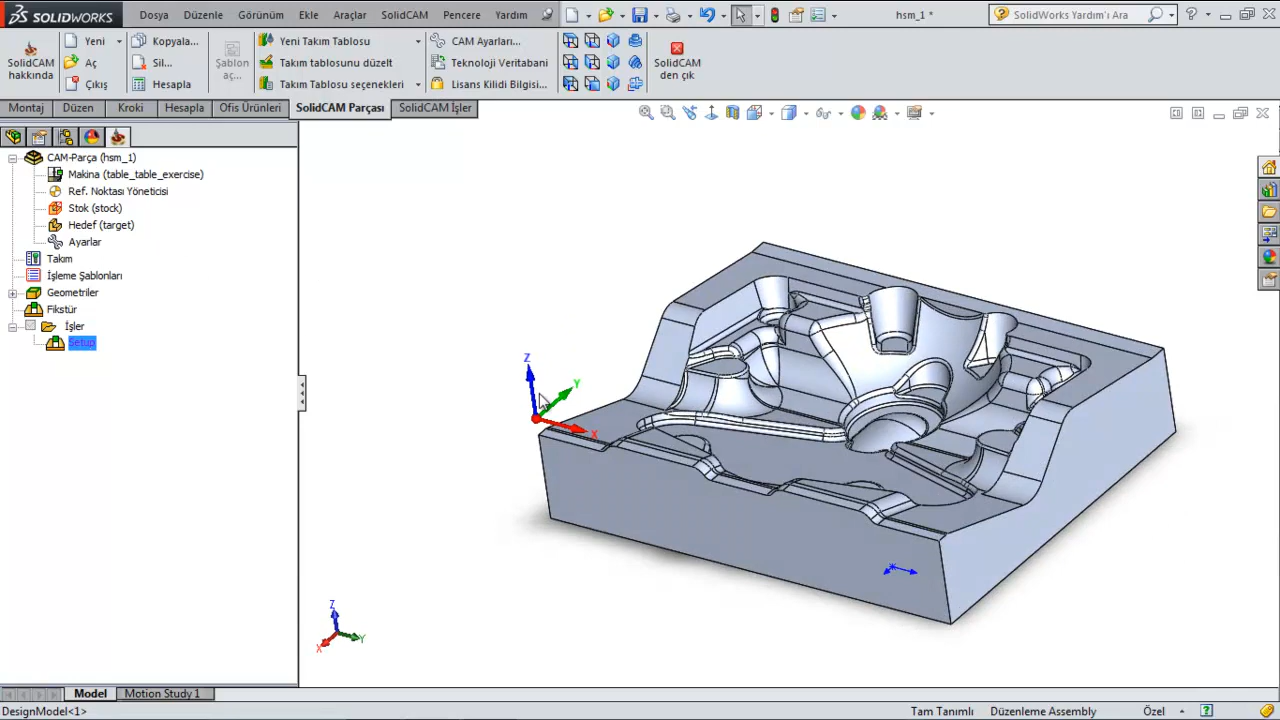 SOLIDWORKS Dosya Düzenle Görünüm Ekle Araçlar SolidCAM Pencere Yardım hsm_1 * SolidWorks Yardım'ı Ara
SolidCAM hakkında
Yeni
Aç
Çıkış
Kopyala...
Sil...
Hesapla
Şablon aç...
Yeni Takım Tablosu
Takım tablosunu düzelt
Takım Tablosu seçenekleri
CAM Ayarları...
Teknoloji Veritabani
Lisans Kilidi Bilgisi...
SolidCAM den çık
Montaj Düzen Kroki Hesapla Ofis Ürünleri SolidCAM Parçası SolidCAM İşler
CAM-Parça (hsm_1)
Makina (table_table_exercise)
Ref. Noktası Yöneticisi
Stok (stock)
Hedef (target)
Ayarlar
Takım
İşleme Şablonları
Geometriler
Fikstür
İşler
Setup
Z
Y
X
Z
Y
X
Model Motion Study 1
DesignModel<1> Tam Tanımlı Düzenleme Assembly Özel